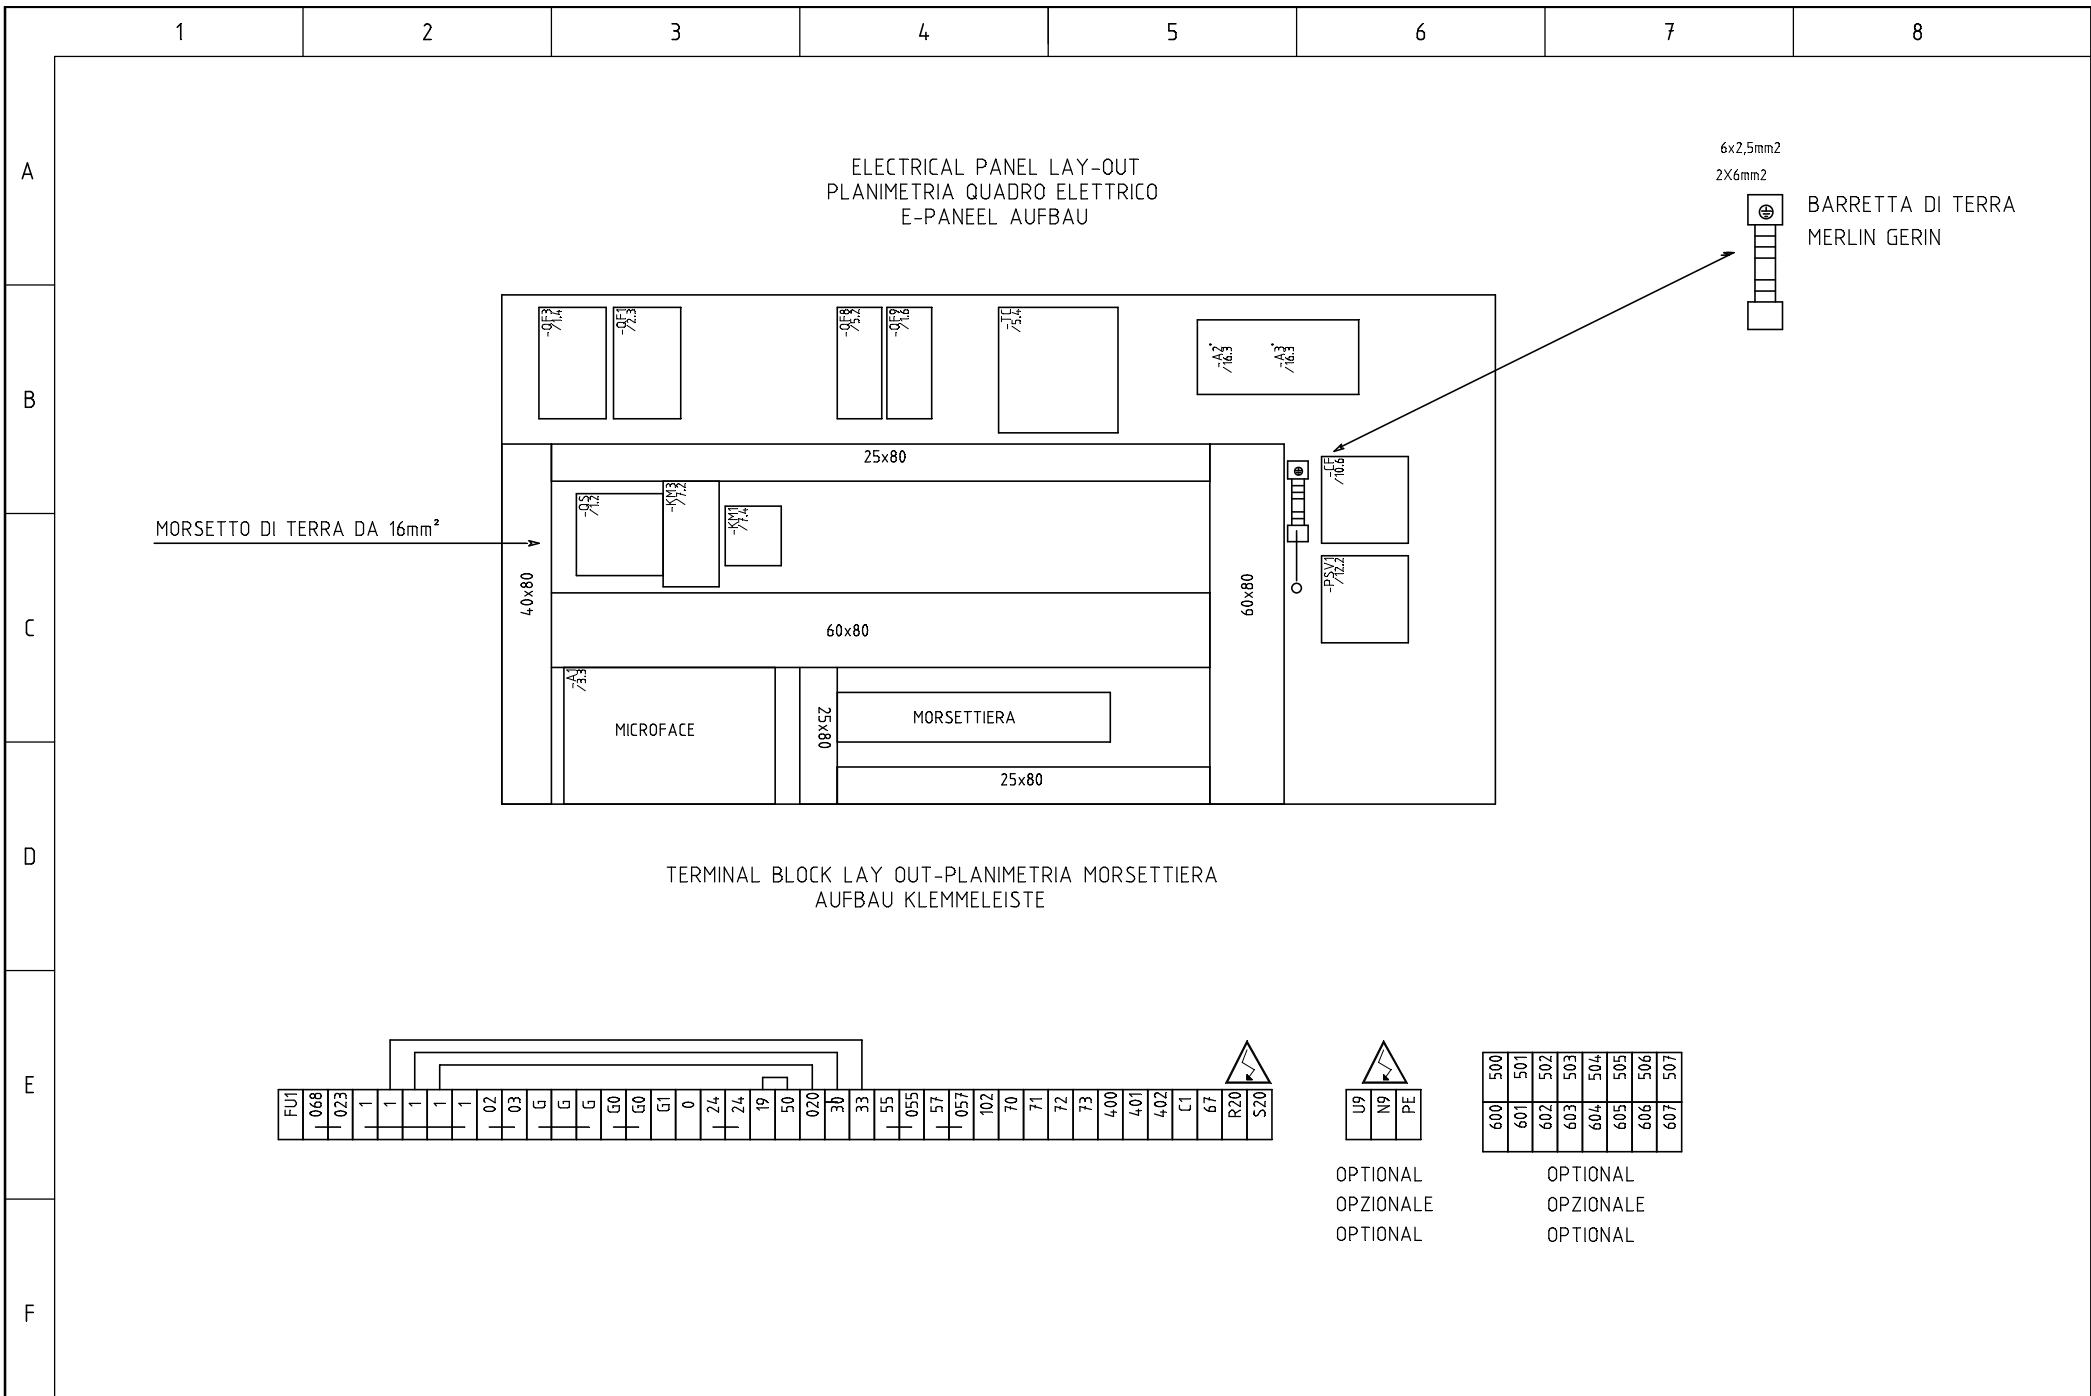 1 2 3 4 5 6 7 8
A
B
C
D
E
F
ELECTRICAL PANEL LAY-OUT
PLANIMETRIA QUADRO ELETTRICO
E-PANEEL AUFBAU
6x2,5mm2
2X6mm2
BARRETTA DI TERRA
MERLIN GERIN
-QF3
/1.4
-QF1
/2.3
-QF8
/5.2
-QF9
/1.6
-TC
/5.4
-A2
/16.3
-A3
/16.3
25x80
-QS
/1.2
-KM3
/7.2
-KM1
/7.4
-CF
/10.6
-PSV1
/12.2
MORSETTO DI TERRA DA 16mm²
40x80
60x80
60x80
-A1
/3.3
MICROFACE
25x80
MORSETTIERA
25x80
TERMINAL BLOCK LAY OUT-PLANIMETRIA MORSETTIERA
AUFBAU KLEMMELEISTE
FU1 068 023 1 1 1 1 1 02 03 G G G G0 G0 G1 0 24 24 19 50 020 30 33 55 055 57 057 102 70 71 72 73 400 401 402 C1 67 R20 S20
U9 N9 PE
500 501 502 503 504 505 506 507
600 601 602 603 604 605 606 607
OPTIONAL
OPZIONALE
OPTIONAL
OPTIONAL
OPZIONALE
OPTIONAL